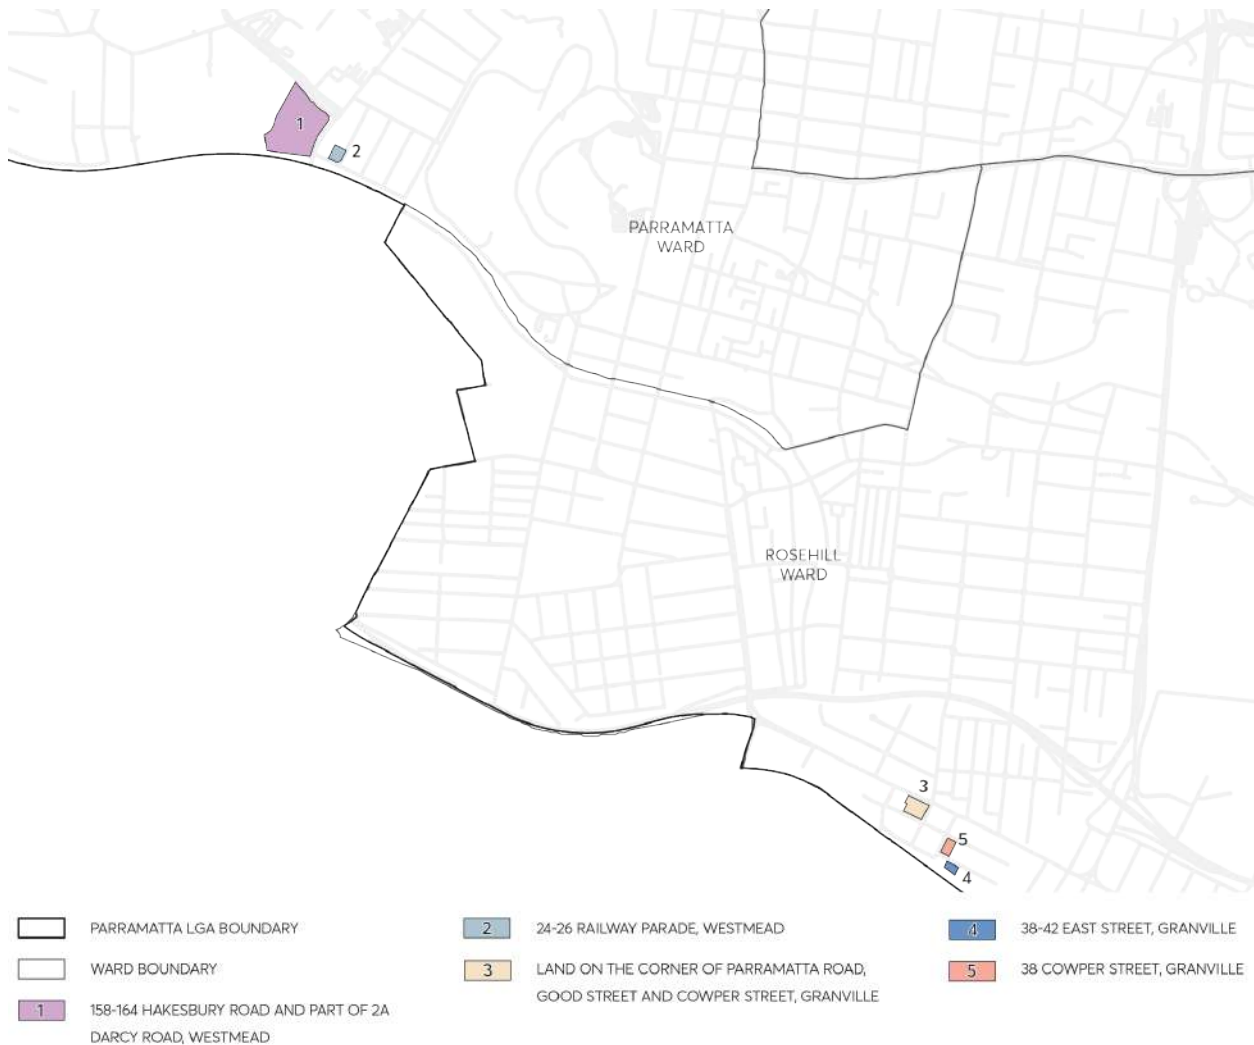 1
2
PARRAMATTA
WARD
ROSEHILL
WARD
3
5
4
PARRAMATTA LGA BOUNDARY
WARD BOUNDARY
1 158-164 HAKESBURY ROAD AND PART OF 2A
DARCY ROAD, WESTMEAD
2 24-26 RAILWAY PARADE, WESTMEAD
3 LAND ON THE CORNER OF PARRAMATTA ROAD,
GOOD STREET AND COWPER STREET, GRANVILLE
4 38-42 EAST STREET, GRANVILLE
5 38 COWPER STREET, GRANVILLE